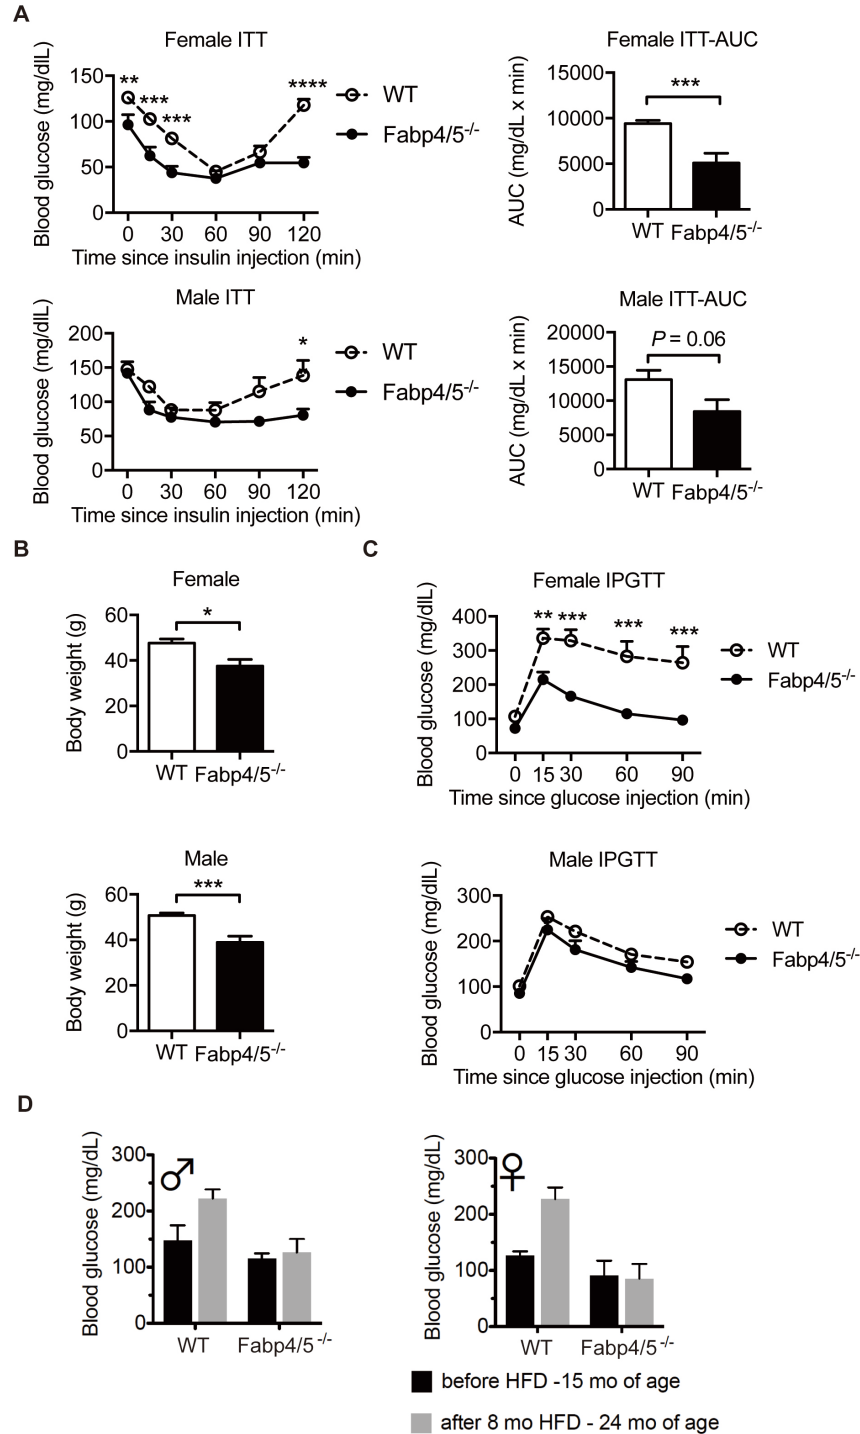 A
Female ITT
Blood glucose (mg/dlL)
150
100
50
0
** *** *** ****
0 30 60 90 120
Time since insulin injection (min)
WT
Fabp4/5-/-
Female ITT-AUC
AUC (mg/dL x min)
15000
10000
5000
0
***
WT Fabp4/5-/-
Male ITT
Blood glucose (mg/dlL)
200
150
100
50
0
*
0 30 60 90 120
Time since insulin injection (min)
WT
Fabp4/5-/-
Male ITT-AUC
AUC (mg/dL x min)
20000
15000
10000
5000
0
P = 0.06
WT Fabp4/5-/-
B
Female
Body weight (g)
60
40
20
0
*
WT Fabp4/5-/-
Male
Body weight (g)
60
40
20
0
***
WT Fabp4/5-/-
C
Female IPGTT
Blood glucose (mg/dlL)
400
300
200
100
0
** *** *** ***
0 15 30 60 90
Time since glucose injection (min)
WT
Fabp4/5-/-
Male IPGTT
Blood glucose (mg/dlL)
300
200
100
0
0 15 30 60 90
Time since glucose injection (min)
WT
Fabp4/5-/-
D
Blood glucose (mg/dL)
300
200
100
0
♂
WT Fabp4/5 -/-
Blood glucose (mg/dL)
300
200
100
0
♀
WT Fabp4/5-/-
before HFD -15 mo of age
after 8 mo HFD - 24 mo of age